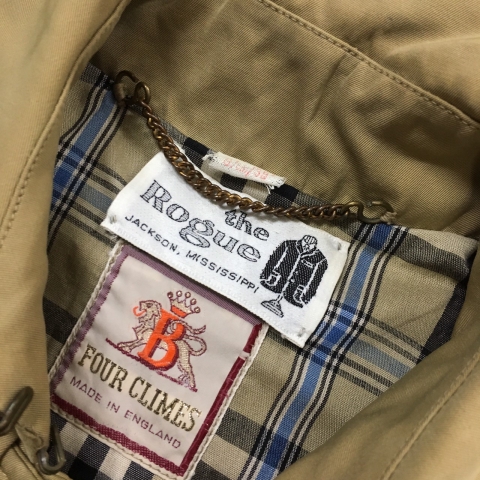 the
Rogue
JACKSON, MISSISSIPPI
B
FOUR CLIMES
MADE IN ENGLAND